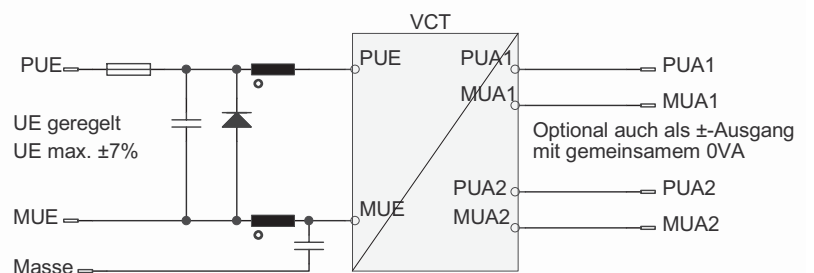 VCT
PUE
PUE
PUA1
PUA1
MUA1
MUA1
UE geregelt
UE max. ±7%
Optional auch als ±-Ausgang
mit gemeinsamem 0VA
PUA2
PUA2
MUE
MUE
MUA2
MUA2
Masse